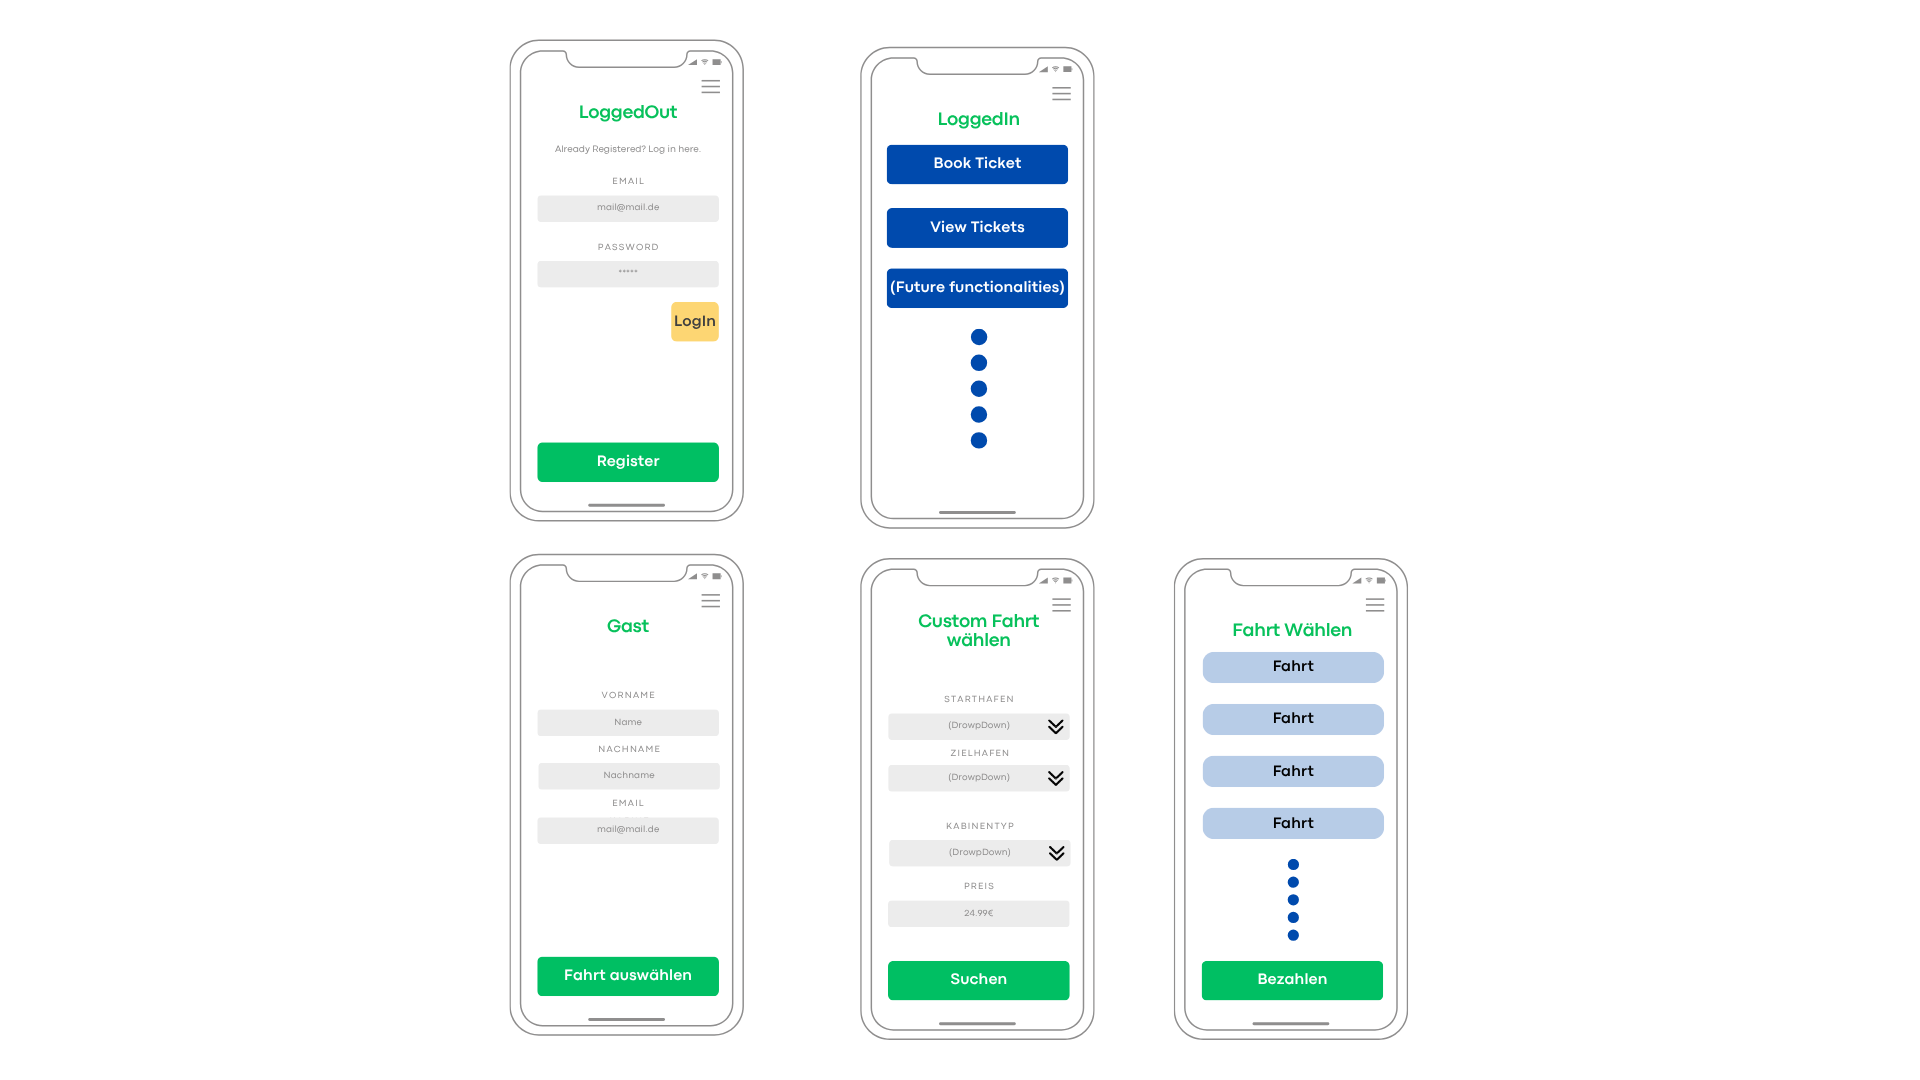 LoggedOut
Already Registered? Log in here.
EMAIL
mail@mail.de
PASSWORD
*****
LogIn
Register
LoggedIn
Book Ticket
View Tickets
(Future functionalities)
Gast
VORNAME
Name
NACHNAME
Nachname
EMAIL
mail@mail.de
Fahrt auswählen
Custom Fahrt
wählen
STARTHAFEN
(DrowpDown)
ZIELHAFEN
(DrowpDown)
KABINENTYP
(DrowpDown)
PREIS
24.99€
Suchen
Fahrt Wählen
Fahrt
Fahrt
Fahrt
Fahrt
Bezahlen